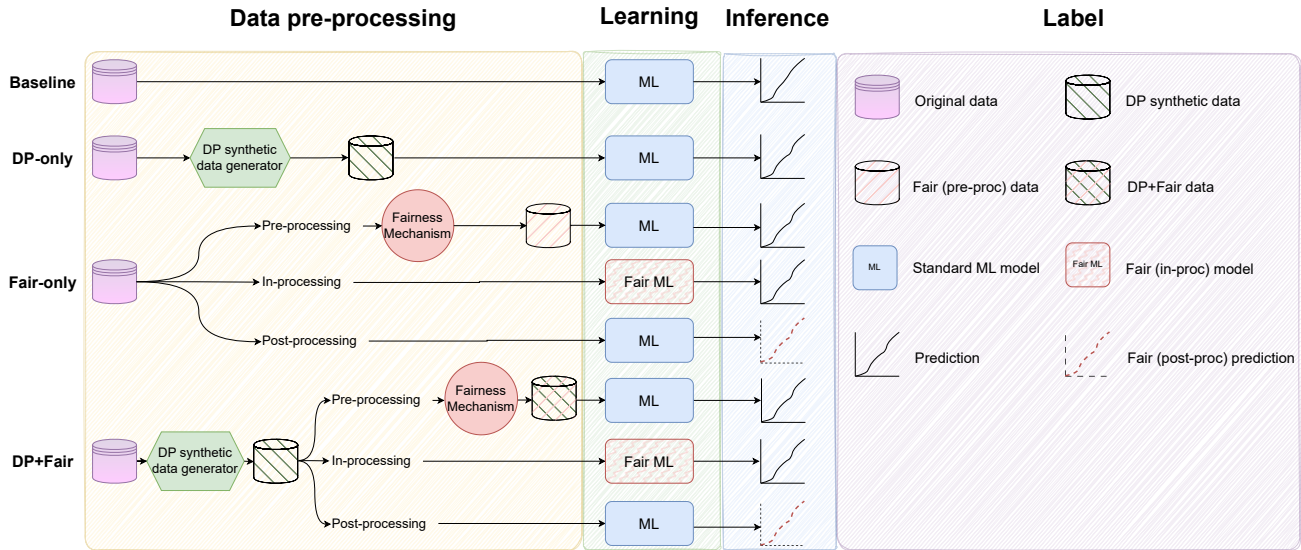 Data pre-processing
Learning
Inference
Label
Baseline
ML
Original data
DP synthetic data
DP-only
DP synthetic
data generator
ML
Fair (pre-proc) data
DP+Fair data
Fair-only
Pre-processing
Fairness
Mechanism
ML
In-processing
Fair ML
Post-processing
ML
ML
Standard ML model
Fair ML
Fair (in-proc) model
Prediction
Fair (post-proc) prediction
DP+Fair
DP synthetic
data generator
Pre-processing
Fairness
Mechanism
ML
In-processing
Fair ML
Post-processing
ML